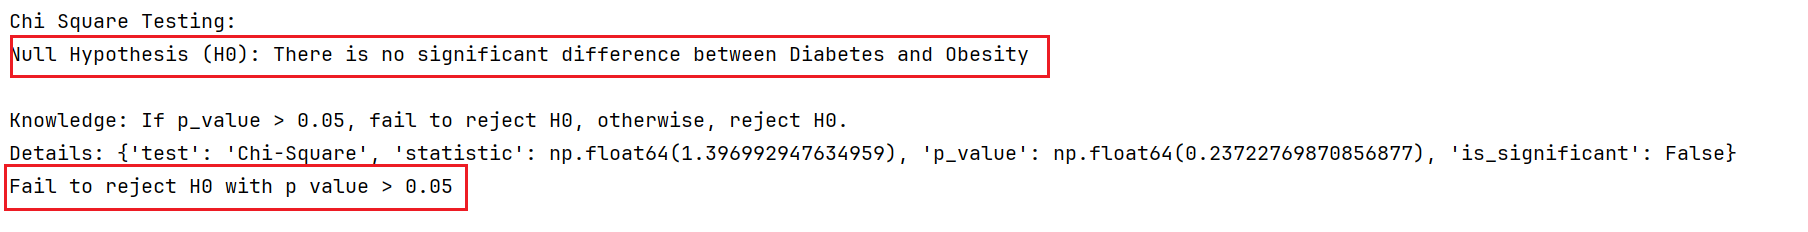 Chi Square Testing:
Null Hypothesis (H0): There is no significant difference between Diabetes and Obesity
Knowledge: If p_value > 0.05, fail to reject H0, otherwise, reject H0.
Details: {'test': 'Chi-Square', 'statistic': np.float64(1.396992947634959), 'p_value': np.float64(0.23722769870856877), 'is_significant': False}
Fail to reject H0 with p value > 0.05